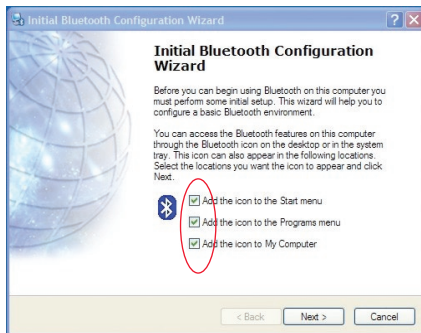 Initial Bluetooth Configuration Wizard
Initial Bluetooth Configuration
Wizard
Before you can begin using Bluetooth on this computer you
must perform some initial setup. This wizard will help you to
configure a basic Bluetooth environment.
You can access the Bluetooth features on this computer
through the Bluetooth icon on the desktop or in the system
tray. This icon can also appear in the following locations.
Select the locations you want the icon to appear and click
Next.
Add the icon to the Start menu
Add the icon to the Programs menu
Add the icon to My Computer
< Back Next > Cancel